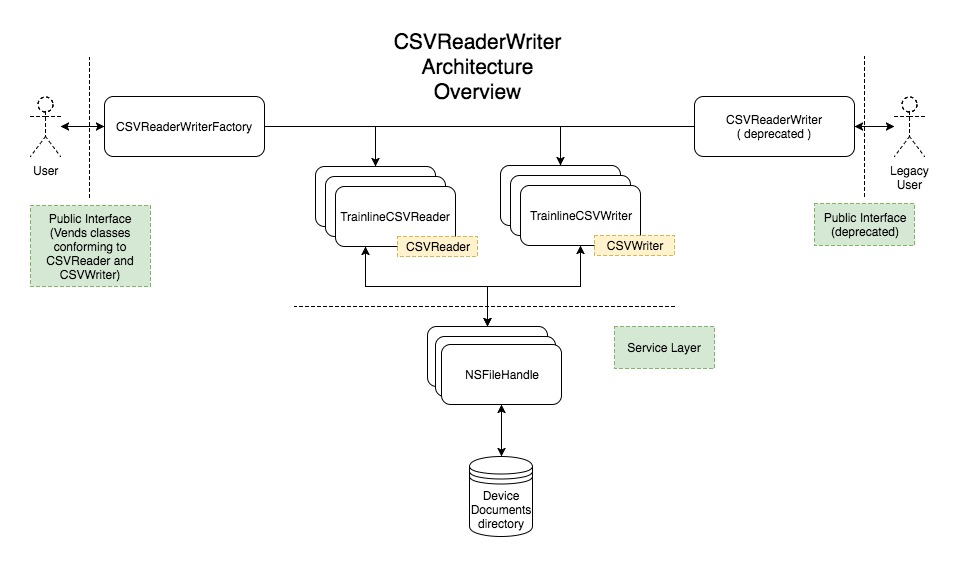 CSVReaderWriter
Architecture
Overview
CSVReaderWriterFactory
CSVReaderWriter
( deprecated )
User
Legacy
User
Public Interface
(Vends classes
conforming to
CSVReader and
CSVWriter)
TrainlineCSVReader
CSVReader
TrainlineCSVWriter
CSVWriter
Public Interface
(deprecated)
Service Layer
NSFileHandle
Device
Documents
directory